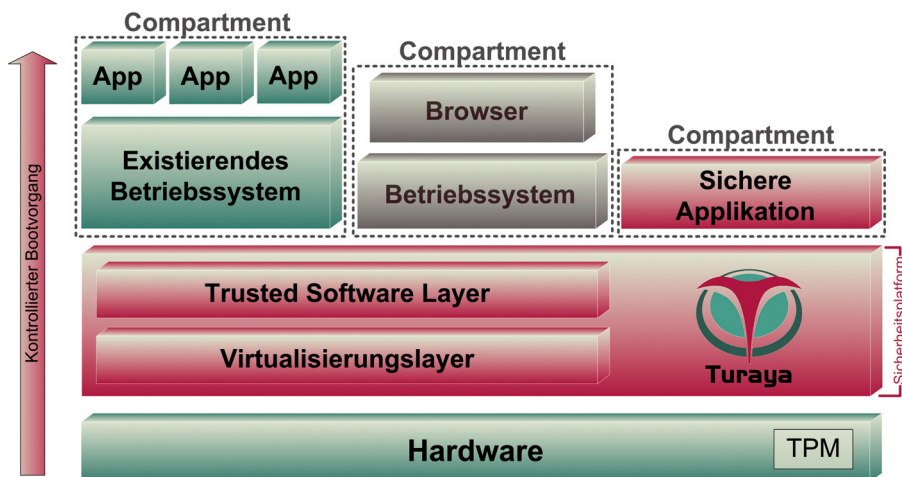 Compartment
App
App
App
Existierendes
Betriebssystem
Compartment
Browser
Betriebssystem
Compartment
Sichere
Applikation
Kontrollierter Bootvorgang
Trusted Software Layer
Virtualisierungslayer
Turaya
Sicherheitsplatform
Hardware
TPM